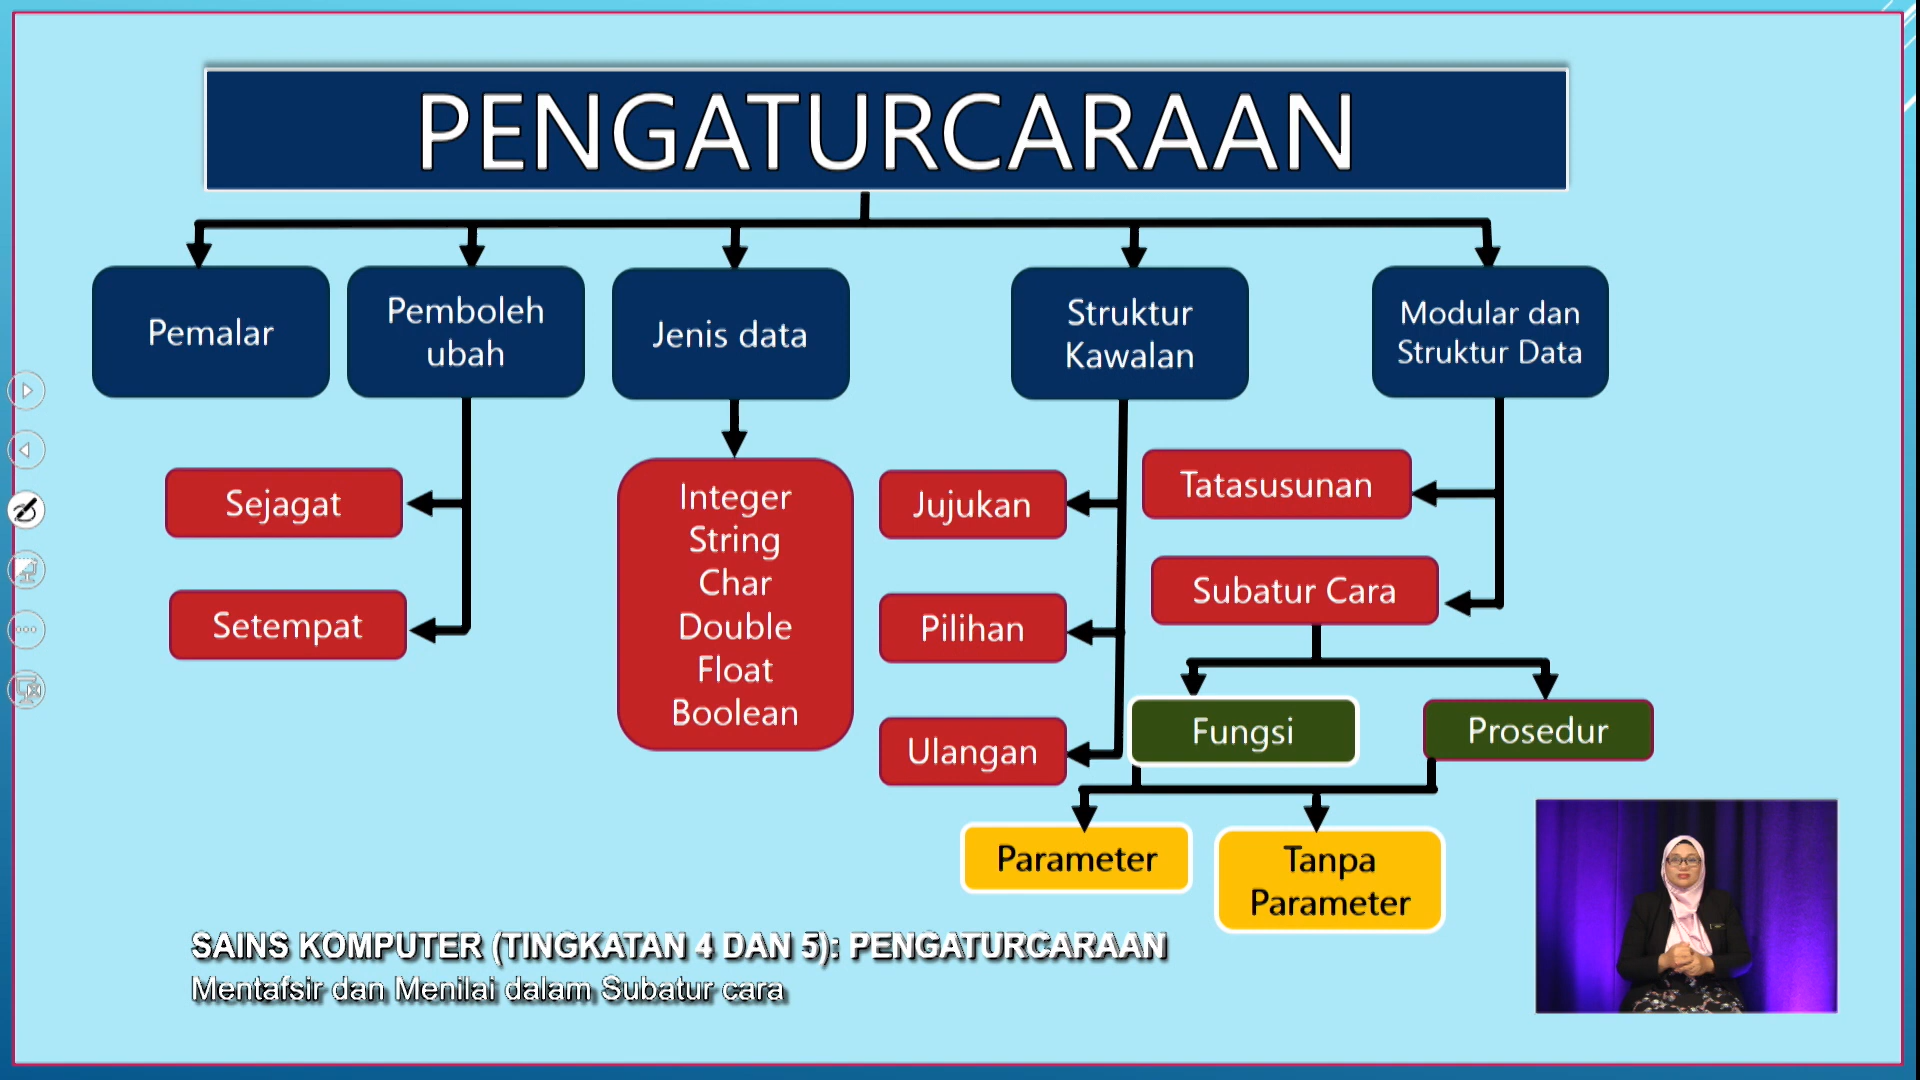 PENGATURCARAAN
Pemalar
Pemboleh
ubah
Jenis data
Struktur
Kawalan
Modular dan
Struktur Data
Sejagat
Setempat
Integer
String
Char
Double
Float
Boolean
Jujukan
Pilihan
Ulangan
Tatasusunan
Subatur Cara
Fungsi
Prosedur
Parameter
Tanpa
Parameter
SAINS KOMPUTER (TINGKATAN 4 DAN 5): PENGATURCARAAN
Mentafsir dan Menilai dalam Subatur cara